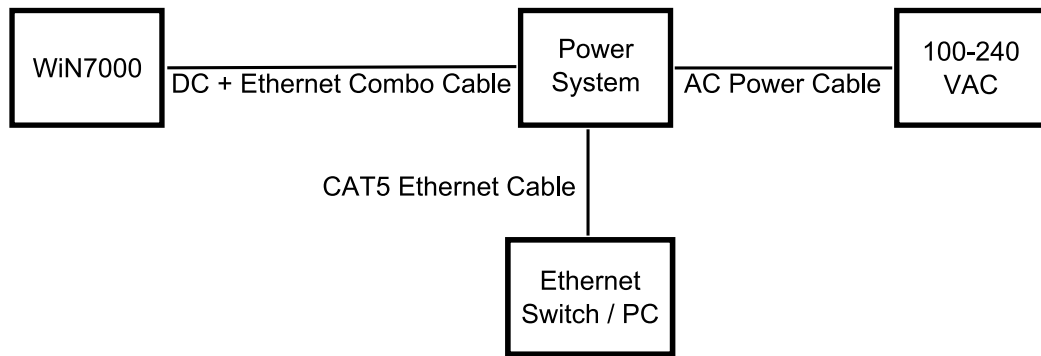 WiN7000
DC + Ethernet Combo Cable
Power
System
AC Power Cable
100-240
VAC
CAT5 Ethernet Cable
Ethernet
Switch / PC